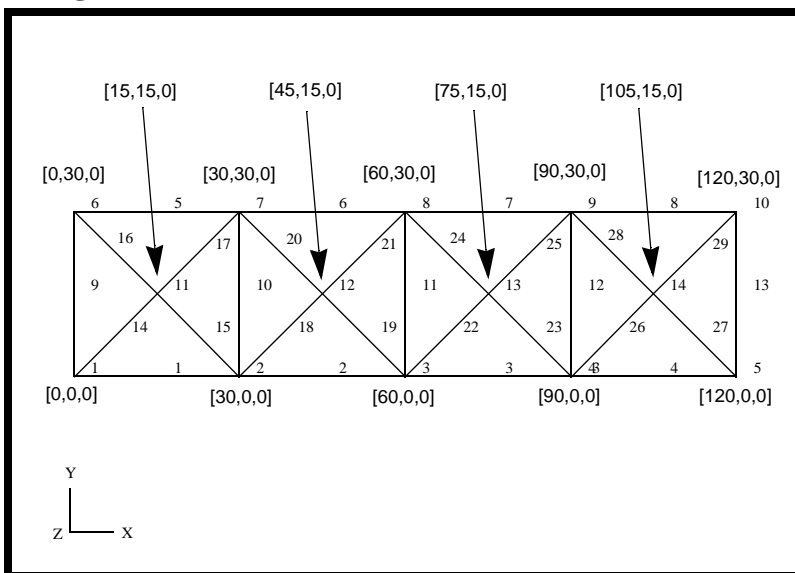 [15,15,0] [45,15,0] [75,15,0] [105,15,0]
[0,30,0] [30,30,0] [60,30,0] [90,30,0] [120,30,0]
6 5 7 6 8 7 9 8 10
16 17 20 21 24 25 28 29
9 11 10 12 11 13 12 14 13
14 15 18 19 22 23 26 27
1 1 2 2 3 3 4 4 5
[0,0,0] [30,0,0] [60,0,0] [90,0,0] [120,0,0]
Y
Z X